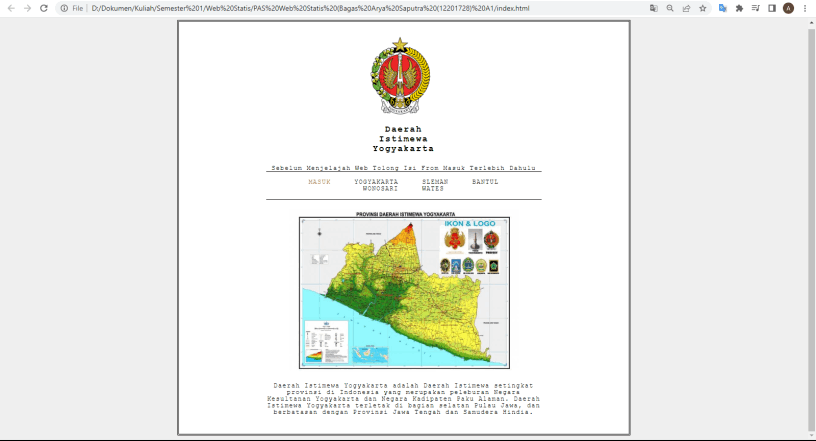 File | D:/Dokumen/Kuliah/Semester%201/Web%20Statis/PAS%20Web%20Statis%20(Bagas%20Arya%20Saputra%20(12201728)%20A1/index.html
A
Daerah
Istimewa
Yogyakarta
Sebelum Menjelajah Web Tolong Isi From Masuk Terlebih Dahulu
MASUK YOGYAKARTA SLEMAN BANTUL
WONOSARI WATES
PROVINSI DAERAH ISTIMEWA YOGYAKARTA
IKON & LOGO
Daerah Istimewa Yogyakarta adalah Daerah Istimewa setingkat
provinsi di Indonesia yang merupakan peleburan Negara
Kesultanan Yogyakarta dan Negara Kadipaten Paku Alaman. Daerah
Istimewa Yogyakarta terletak di bagian selatan Pulau Jawa, dan
berbatasan dengan Provinsi Jawa Tengah dan Samudera Hindia.